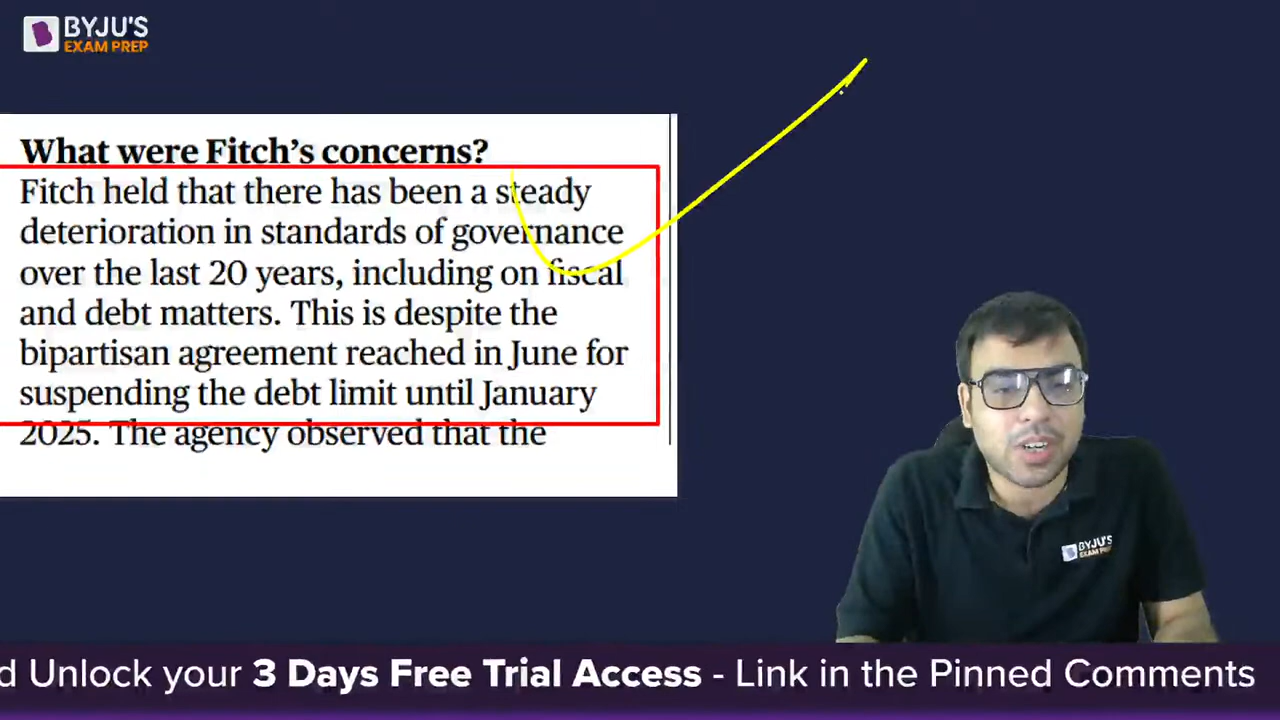 BYJU'S
EXAM PREP
What were Fitch's concerns?
Fitch held that there has been a steady
deterioration in standards of governance
over the last 20 years, including on fiscal
and debt matters. This is despite the
bipartisan agreement reached in June for
suspending the debt limit until January
2025. The agency observed that the
BYJU'S
EXAM PREP
d Unlock your 3 Days Free Trial Access - Link in the Pinned Comments